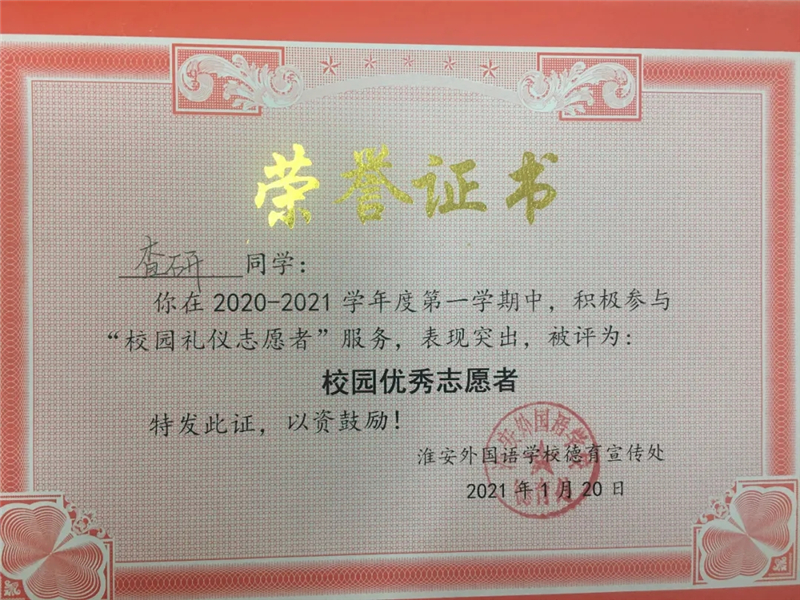 荣誉证书
查研 同学：
你在 2020-2021 学年度第一学期中，积极参与
“校园礼仪志愿者”服务，表现突出，被评为：
校园优秀志愿者
特发此证，以资鼓励！
淮安外国语学校德育宣传处
2021 年 1 月 20 日